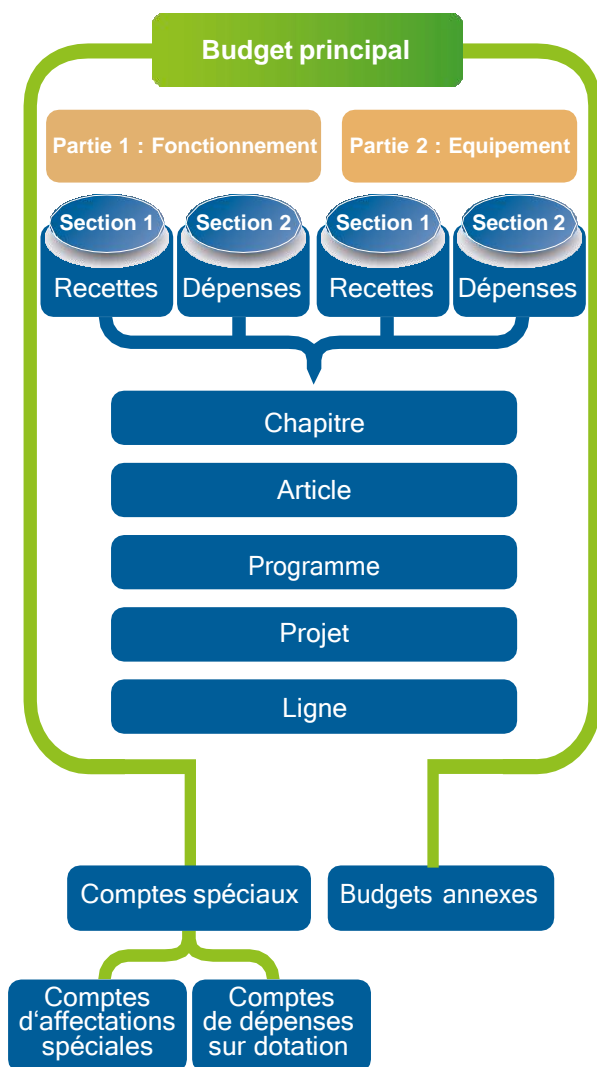 Budget principal
Partie 1 : Fonctionnement
Partie 2 : Equipement
Section 1
Section 2
Section 1
Section 2
Recettes
Dépenses
Recettes
Dépenses
Chapitre
Article
Programme
Projet
Ligne
Comptes spéciaux
Budgets annexes
Comptes
d‘affectations
spéciales
Comptes
de dépenses
sur dotation